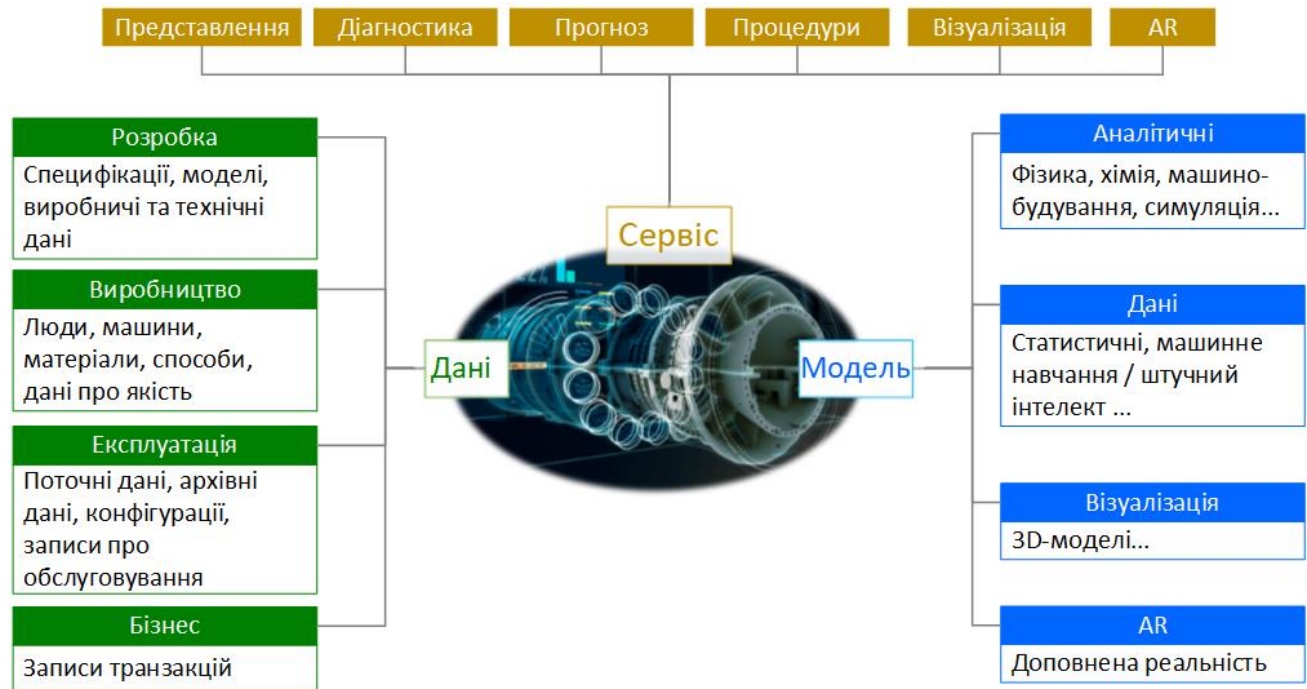 Представлення
Діагностика
Прогноз
Процедури
Візуалізація
AR
Розробка
Специфікації, моделі,
виробничі та технічні
дані
Виробництво
Люди, машини,
матеріали, способи,
дані про якість
Експлуатація
Поточні дані, архівні
дані, конфігурації,
записи про
обслуговування
Бізнес
Записи транзакцій
Сервіс
Дані
Модель
Аналітичні
Фізика, хімія, машино-
будування, симуляція...
Дані
Статистичні, машинне
навчання / штучний
інтелект ...
Візуалізація
3D-моделі...
AR
Доповнена реальність